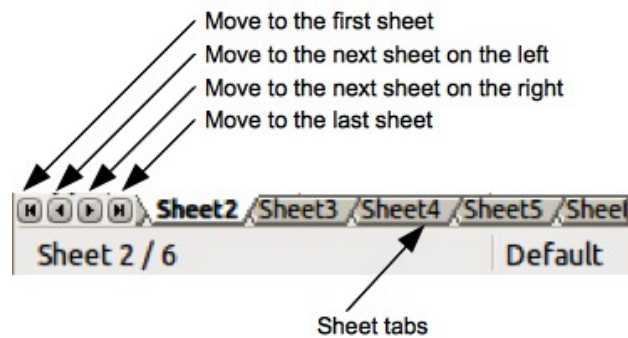 Move to the first sheet
Move to the next sheet on the left
Move to the next sheet on the right
Move to the last sheet
Sheet2 Sheet3 Sheet4 Sheet5
Sheet 2 / 6 Default
Sheet tabs